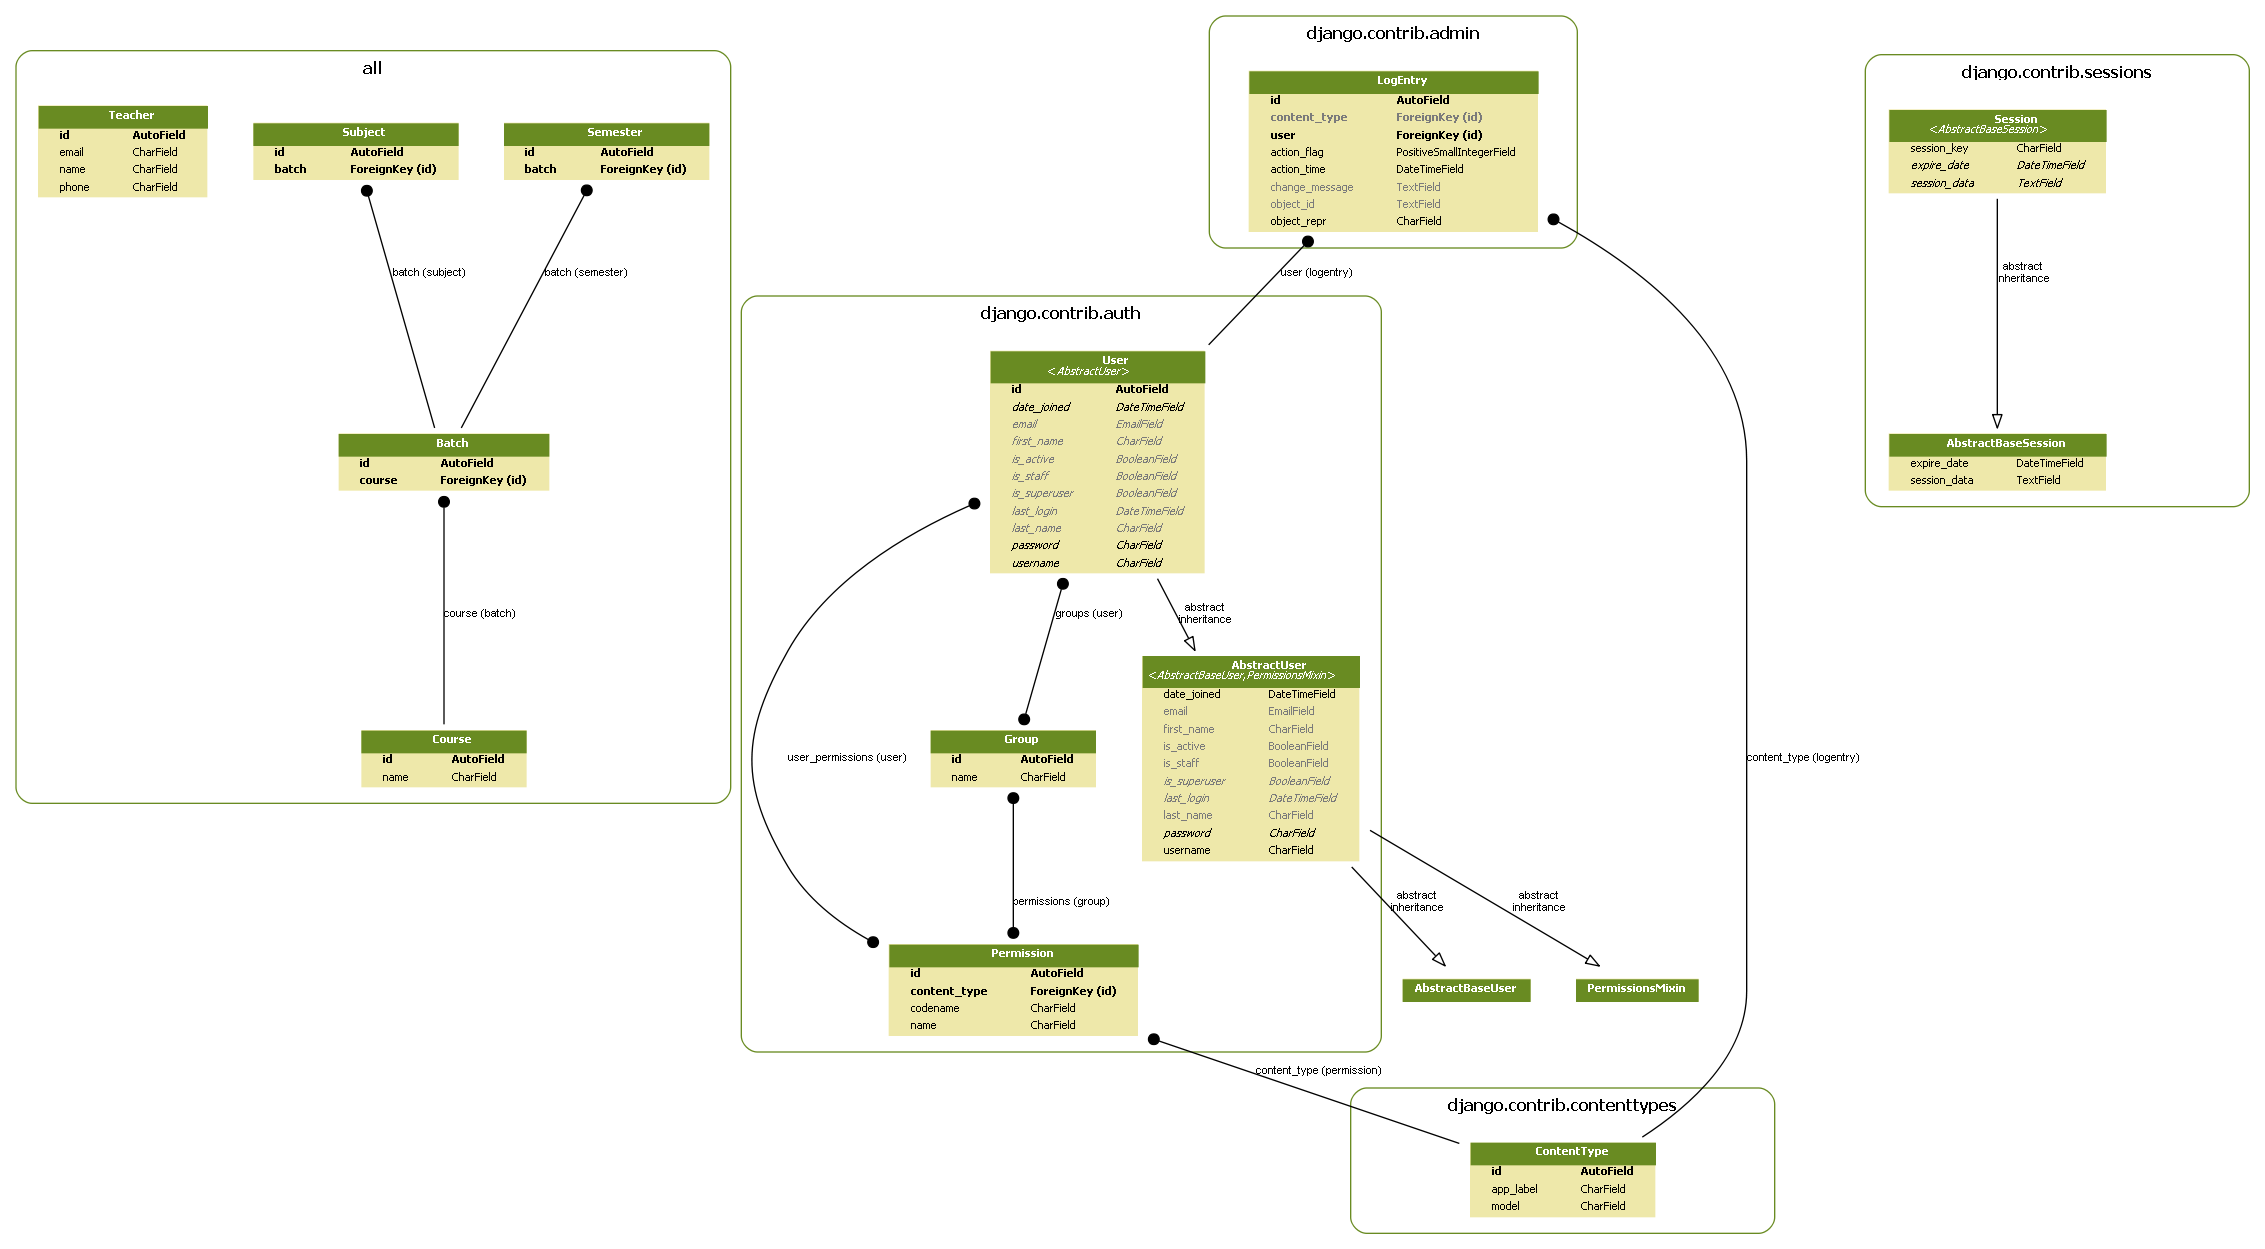 all
Teacher
id AutoField
email CharField
name CharField
phone CharField
Subject
id AutoField
batch ForeignKey (id)
Semester
id AutoField
batch ForeignKey (id)
batch (subject)
batch (semester)
Batch
id AutoField
course ForeignKey (id)
course (batch)
Course
id AutoField
name CharField
django.contrib.admin
LogEntry
id AutoField
content_type ForeignKey (id)
user ForeignKey (id)
action_flag PositiveSmallIntegerField
action_time DateTimeField
change_message TextField
object_id TextField
object_repr CharField
user (logentry)
django.contrib.auth
User
<AbstractUser>
id AutoField
date_joined DateTimeField
email EmailField
first_name CharField
is_active BooleanField
is_staff BooleanField
is_superuser BooleanField
last_login DateTimeField
last_name CharField
password CharField
username CharField
groups (user)
abstract
inheritance
AbstractUser
<AbstractBaseUser,PermissionsMixin>
date_joined DateTimeField
email EmailField
first_name CharField
is_active BooleanField
is_staff BooleanField
is_superuser BooleanField
last_login DateTimeField
last_name CharField
password CharField
username CharField
user_permissions (user)
Group
id AutoField
name CharField
permissions (group)
Permission
id AutoField
content_type ForeignKey (id)
codename CharField
name CharField
abstract
inheritance
abstract
inheritance
AbstractBaseUser
PermissionsMixin
content_type (logentry)
content_type (permission)
django.contrib.contenttypes
ContentType
id AutoField
app_label CharField
model CharField
django.contrib.sessions
Session
<AbstractBaseSession>
session_key CharField
expire_date DateTimeField
session_data TextField
abstract
inheritance
AbstractBaseSession
expire_date DateTimeField
session_data TextField